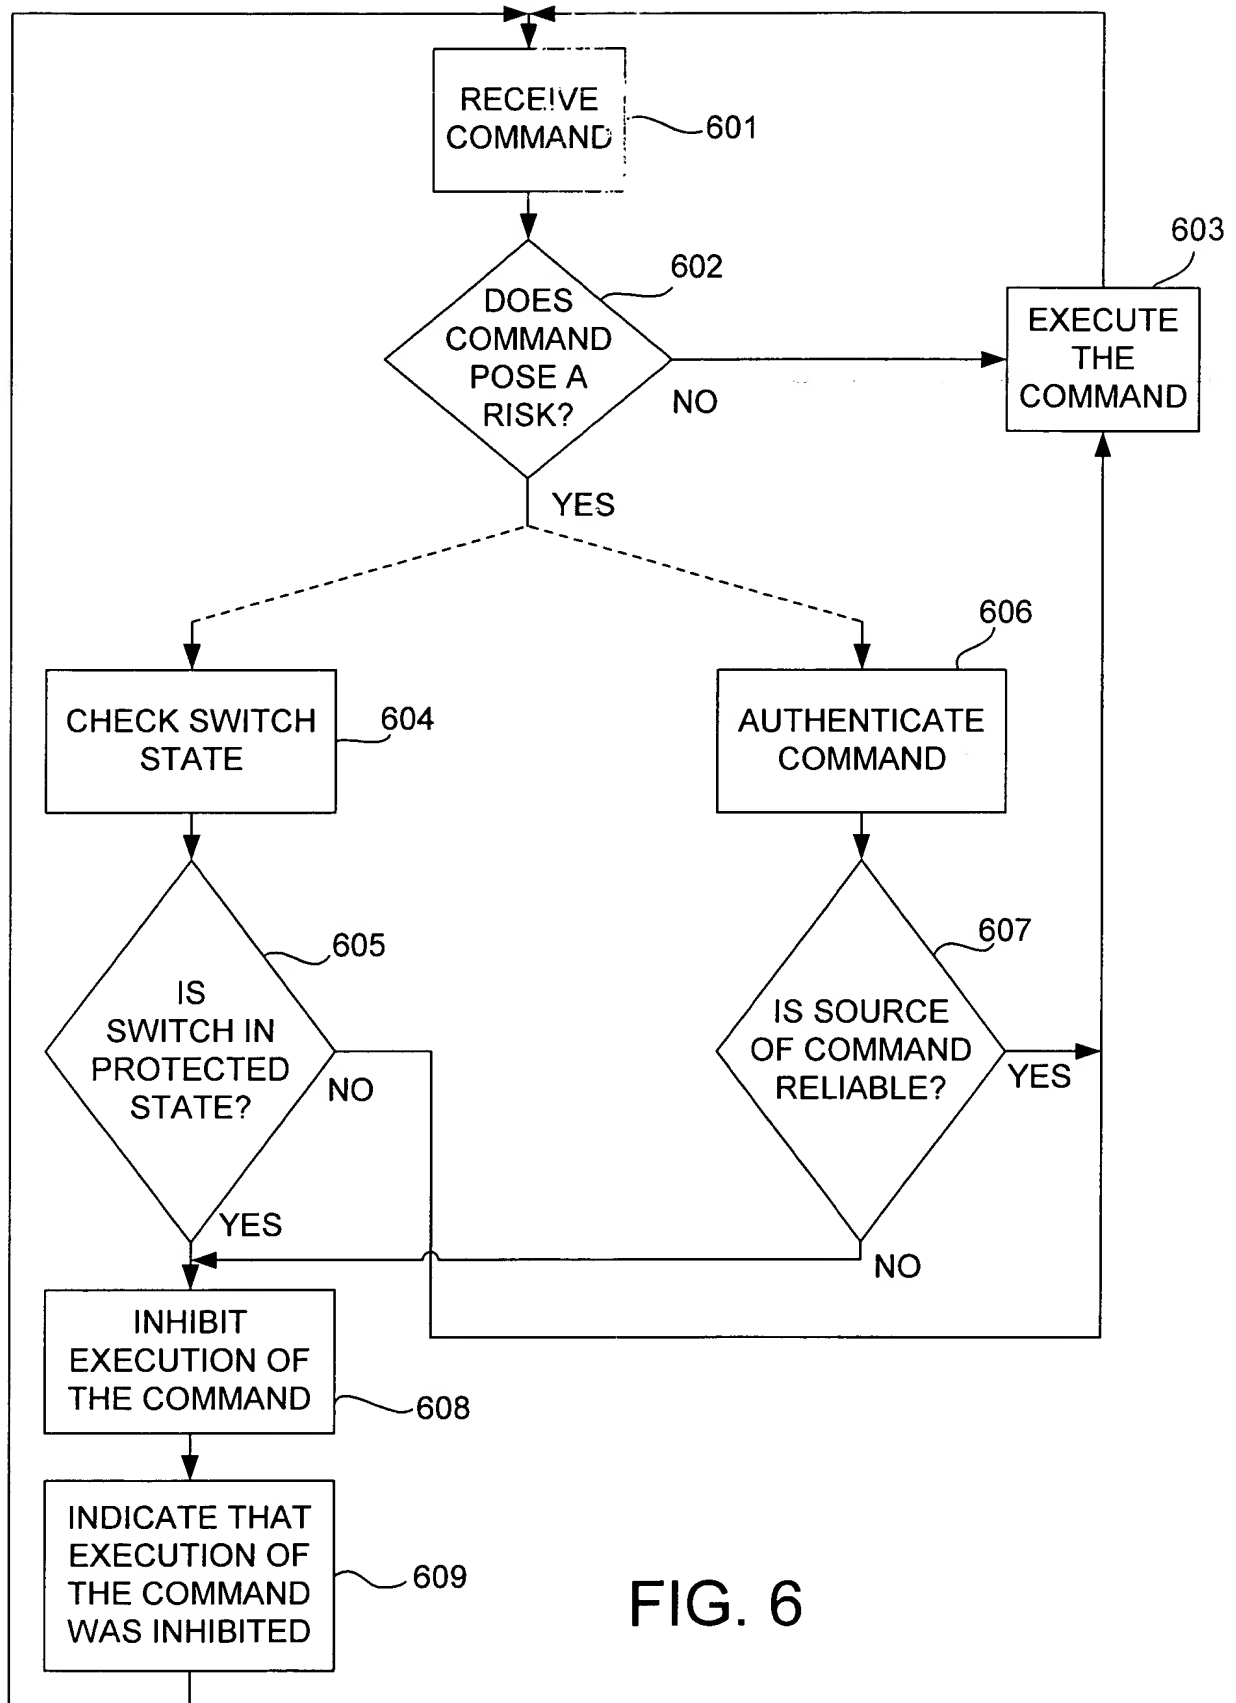 RECEIVE
COMMAND
601
602
DOES
COMMAND
POSE A
RISK?
NO
YES
603
EXECUTE
THE
COMMAND
CHECK SWITCH
STATE
604
606
AUTHENTICATE
COMMAND
605
IS
SWITCH IN
PROTECTED
STATE?
NO
YES
607
IS SOURCE
OF COMMAND
RELIABLE?
YES
NO
INHIBIT
EXECUTION OF
THE COMMAND
608
INDICATE THAT
EXECUTION OF
THE COMMAND
WAS INHIBITED
609
FIG. 6